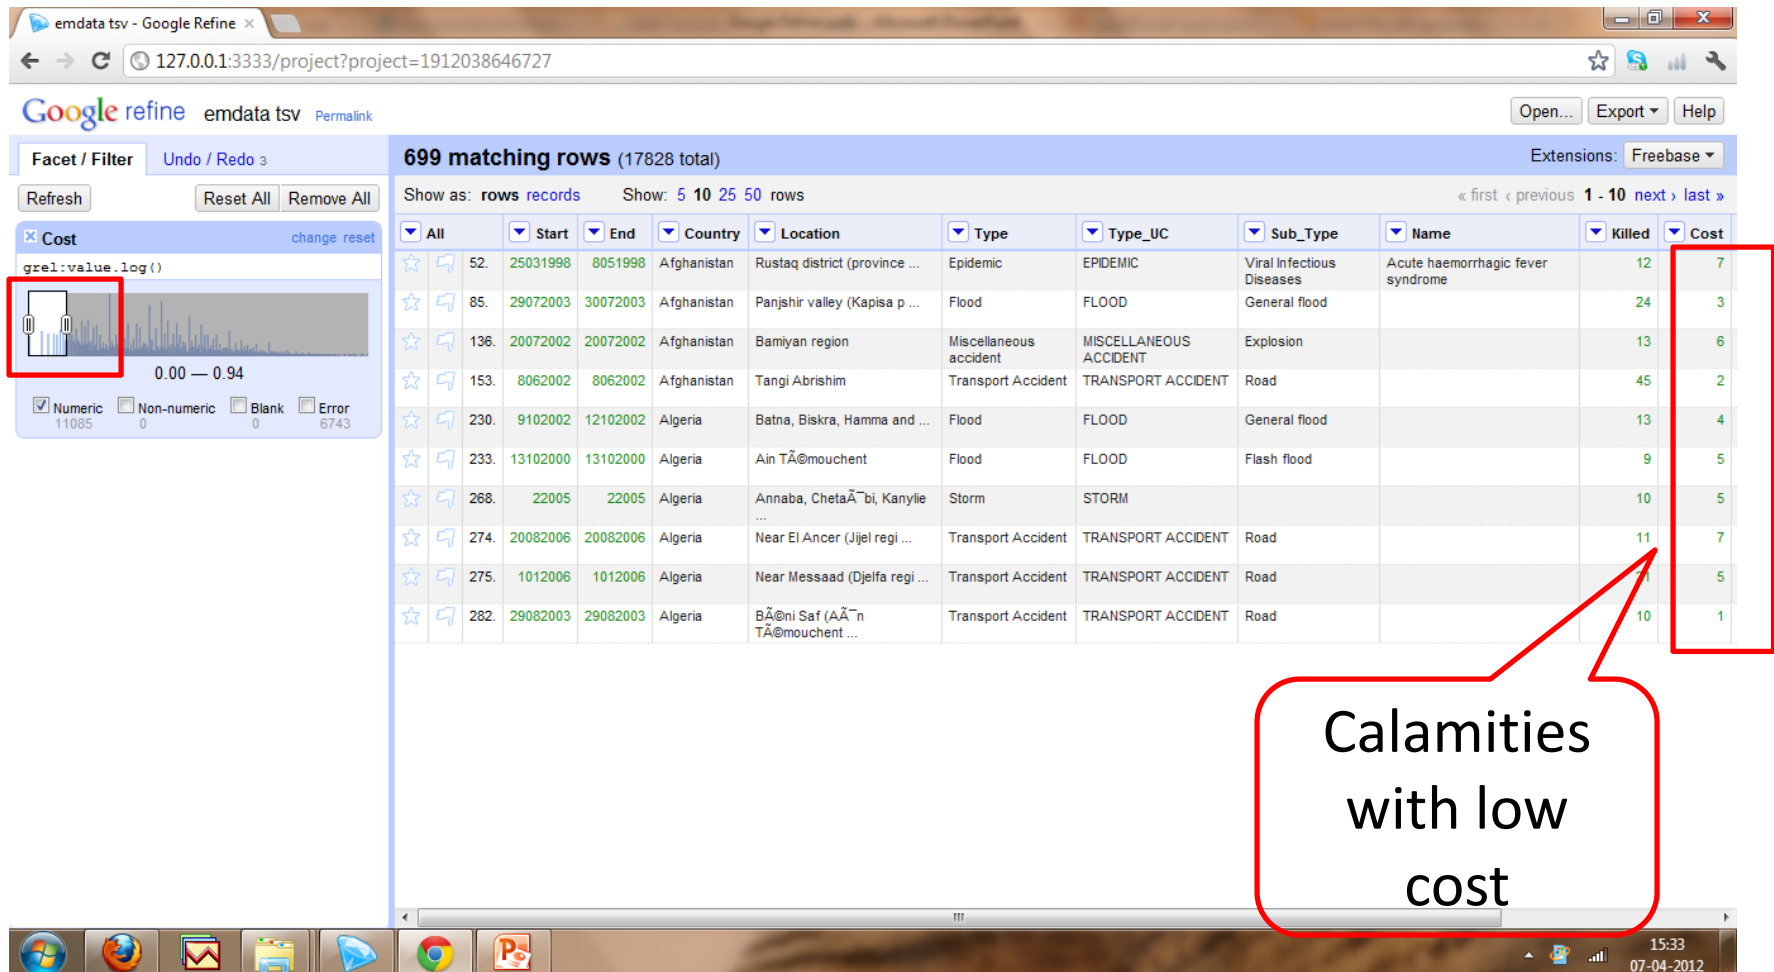 emdata tsv - Google Refine
127.0.0.1:3333/project?project=1912038646727
Google refine emdata tsv Permalink
Open... Export Help
Facet / Filter Undo / Redo 3
699 matching rows (17828 total)
Extensions: Freebase
Refresh Reset All Remove All
Show as: rows records Show: 5 10 25 50 rows
« first ‹ previous 1 - 10 next › last »
Cost change reset
grel:value.log()
0.00 — 0.94
Numeric Non-numeric Blank Error
11085 0 0 6743
All Start End Country Location Type Type_UC Sub_Type Name Killed Cost
52. 25031998 8051998 Afghanistan Rustaq district (province ... Epidemic EPIDEMIC Viral Infectious Acute haemorrhagic fever 12 7
Diseases syndrome
85. 29072003 30072003 Afghanistan Panjshir valley (Kapisa p ... Flood FLOOD General flood 24 3
136. 20072002 20072002 Afghanistan Bamiyan region Miscellaneous MISCELLANEOUS Explosion 13 6
accident ACCIDENT
153. 8062002 8062002 Afghanistan Tangi Abrishim Transport Accident TRANSPORT ACCIDENT Road 45 2
230. 9102002 12102002 Algeria Batna, Biskra, Hamma and ... Flood FLOOD General flood 13 4
233. 13102000 13102000 Algeria Ain TÃ©mouchent Flood FLOOD Flash flood 9 5
268. 22005 22005 Algeria Annaba, ChetaÃ¯bi, Kanylie Storm STORM 10 5
...
274. 20082006 20082006 Algeria Near El Ancer (Jijel regi ... Transport Accident TRANSPORT ACCIDENT Road 11 7
275. 1012006 1012006 Algeria Near Messaad (Djelfa regi ... Transport Accident TRANSPORT ACCIDENT Road 5
282. 29082003 29082003 Algeria BÃ©ni Saf (AÃ¯n Transport Accident TRANSPORT ACCIDENT Road 10 1
TÃ©mouchent ...
Calamities
with low
cost
15:33
07-04-2012